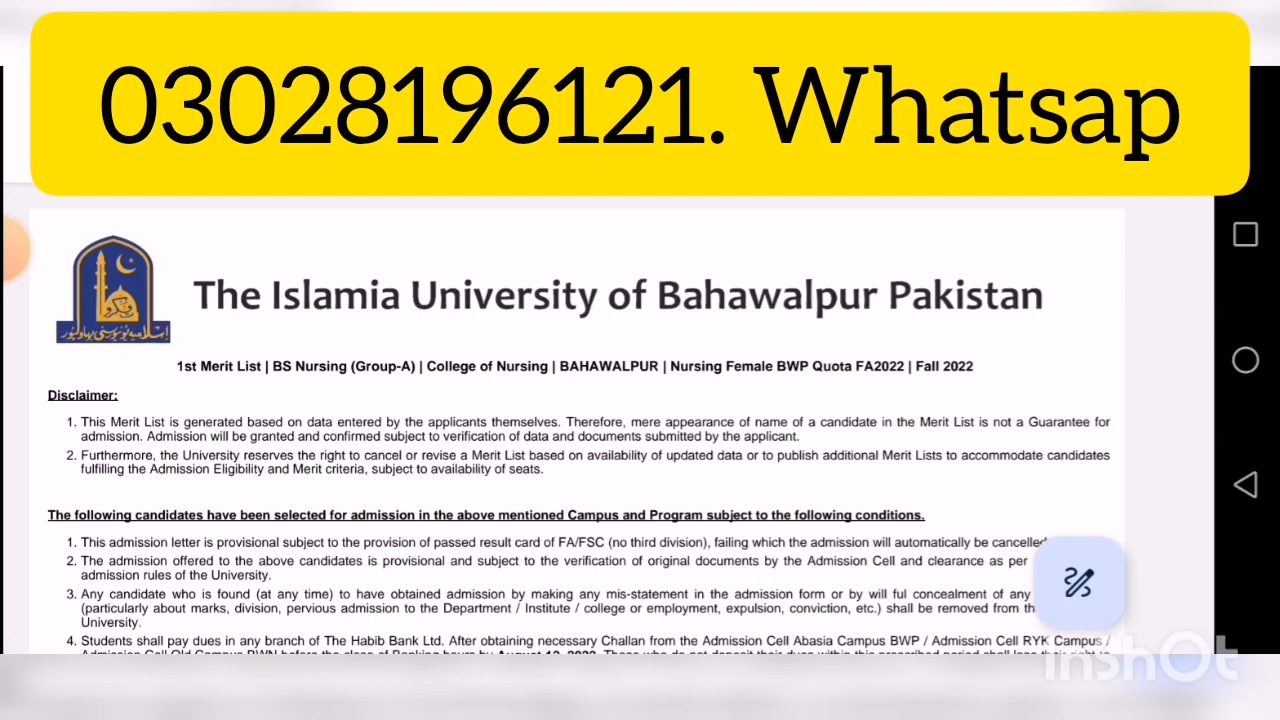 03028196121. Whatsap
The Islamia University of Bahawalpur Pakistan
اسلامیہ یونیورسٹی بہاولپور
1st Merit List | BS Nursing (Group-A) | College of Nursing | BAHAWALPUR | Nursing Female BWP Quota FA2022 | Fall 2022
Disclaimer:
1. This Merit List is generated based on data entered by the applicants themselves. Therefore, mere appearance of name of a candidate in the Merit List is not a Guarantee for
admission. Admission will be granted and confirmed subject to verification of data and documents submitted by the applicant.
2. Furthermore, the University reserves the right to cancel or revise a Merit List based on availability of updated data or to publish additional Merit Lists to accommodate candidates
fulfilling the Admission Eligibility and Merit criteria, subject to availability of seats.
The following candidates have been selected for admission in the above mentioned Campus and Program subject to the following conditions.
1. This admission letter is provisional subject to the provision of passed result card of FA/FSC (no third division), failing which the admission will automatically be cancelled
2. The admission offered to the above candidates is provisional and subject to the verification of original documents by the Admission Cell and clearance as per
admission rules of the University.
3. Any candidate who is found (at any time) to have obtained admission by making any mis-statement in the admission form or by will ful concealment of any
(particularly about marks, division, pervious admission to the Department / Institute / college or employment, expulsion, conviction, etc.) shall be removed from th
University.
4. Students shall pay dues in any branch of The Habib Bank Ltd. After obtaining necessary Challan from the Admission Cell Abasia Campus BWP / Admission Cell RYK Campus /
InShOt